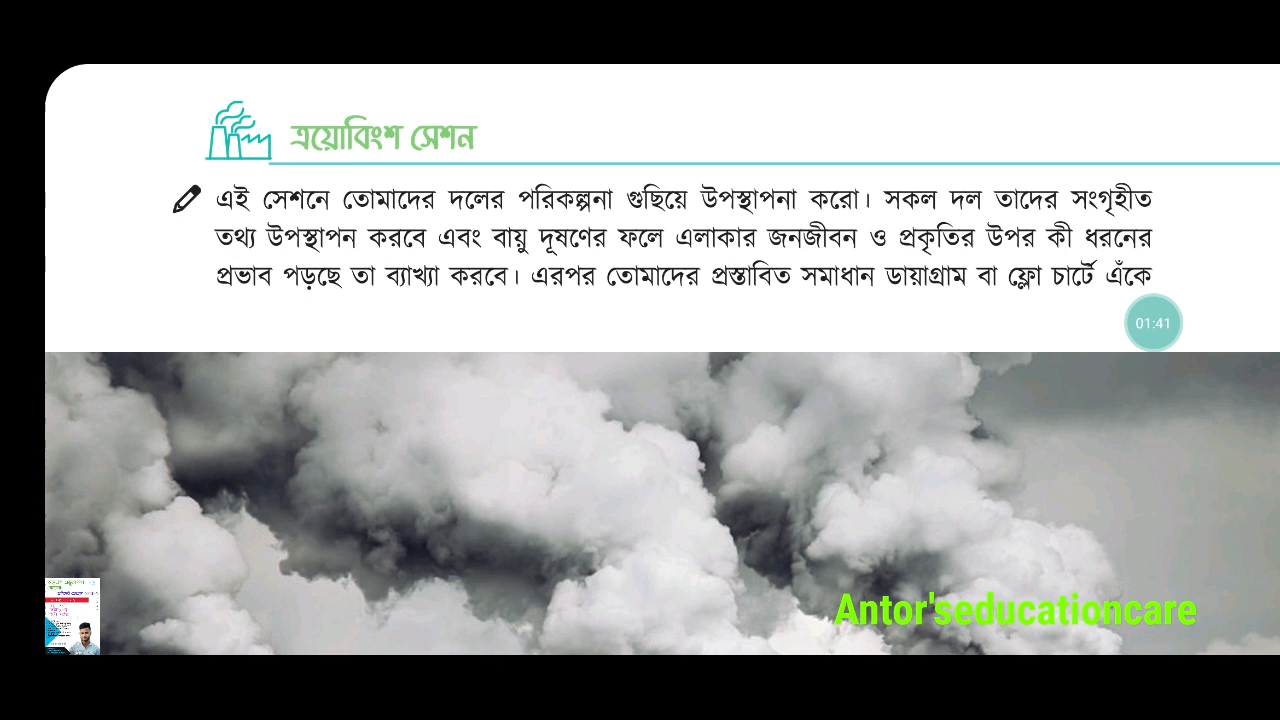 ত্রয়োবিংশ সেশন
এই সেশনে তোমাদের দলের পরিকল্পনা গুছিয়ে উপস্থাপনা করো। সকল দল তাদের সংগৃহীত
তথ্য উপস্থাপন করবে এবং বায়ু দূষণের ফলে এলাকার জনজীবন ও প্রকৃতির উপর কী ধরনের
প্রভাব পড়ছে তা ব্যাখ্যা করবে। এরপর তোমাদের প্রস্তাবিত সমাধান ডায়াগ্রাম বা ফ্লো চার্টে এঁকে
01:41
Antor'seducationcare